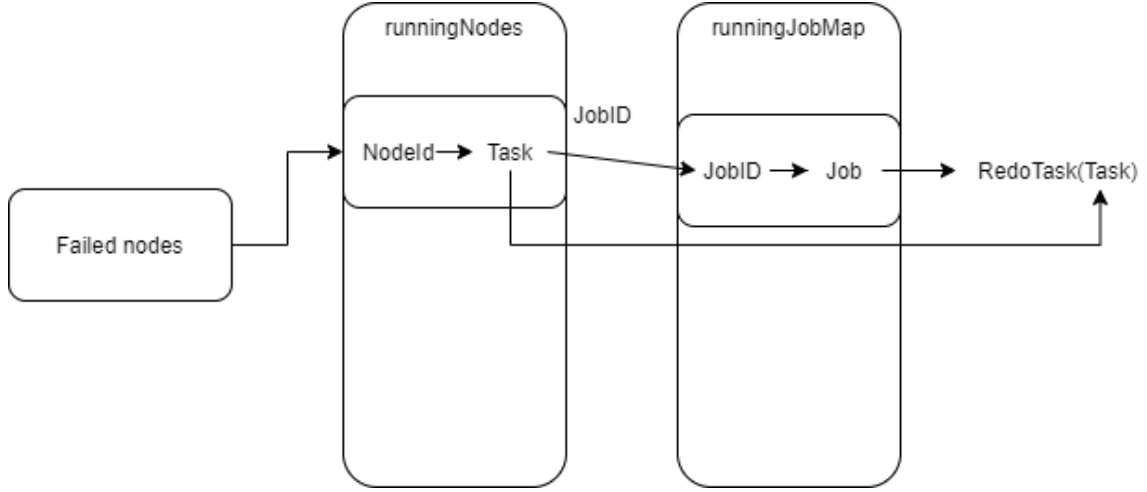 runningNodes
runningJobMap
JobID
NodeId
Task
JobID
Job
RedoTask(Task)
Failed nodes